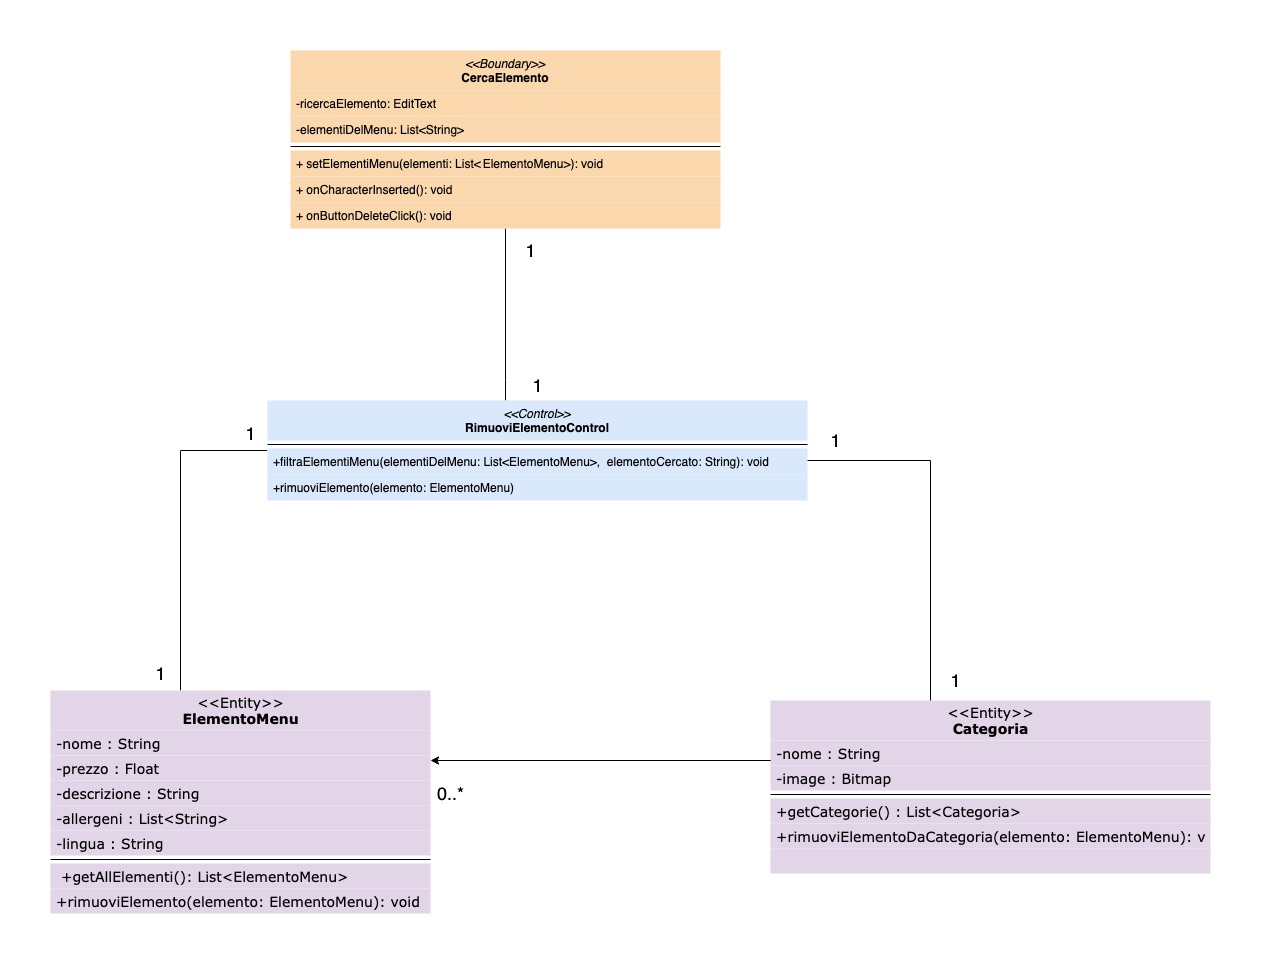 <<Boundary>>
CercaElemento
-ricercaElemento: EditText
-elementiDelMenu: List<String>
+ setElementiMenu(elementi: List<ElementoMenu>): void
+ onCharacterInserted(): void
+ onButtonDeleteClick(): void
1
1
<<Control>>
RimuoviElementoControl
1
1
+filtraElementiMenu(elementiDelMenu: List<ElementoMenu>,  elementoCercato: String): void
+rimuoviElemento(elemento: ElementoMenu)
1
1
<<Entity>>
ElementoMenu
-nome : String
-prezzo : Float
-descrizione : String
-allergeni : List<String>
-lingua : String
+getAllElementi(): List<ElementoMenu>
+rimuoviElemento(elemento: ElementoMenu): void
0..*
<<Entity>>
Categoria
-nome : String
-image : Bitmap
+getCategorie() : List<Categoria>
+rimuoviElementoDaCategoria(elemento: ElementoMenu): v